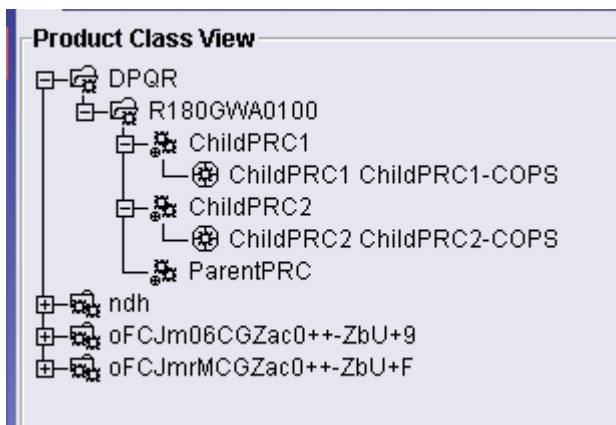 Product Class View
DPQR
R180GWA0100
ChildPRC1
ChildPRC1 ChildPRC1-COPS
ChildPRC2
ChildPRC2 ChildPRC2-COPS
ParentPRC
ndh
oFCJm06CGZac0++-ZbU+9
oFCJmrMCGZac0++-ZbU+F